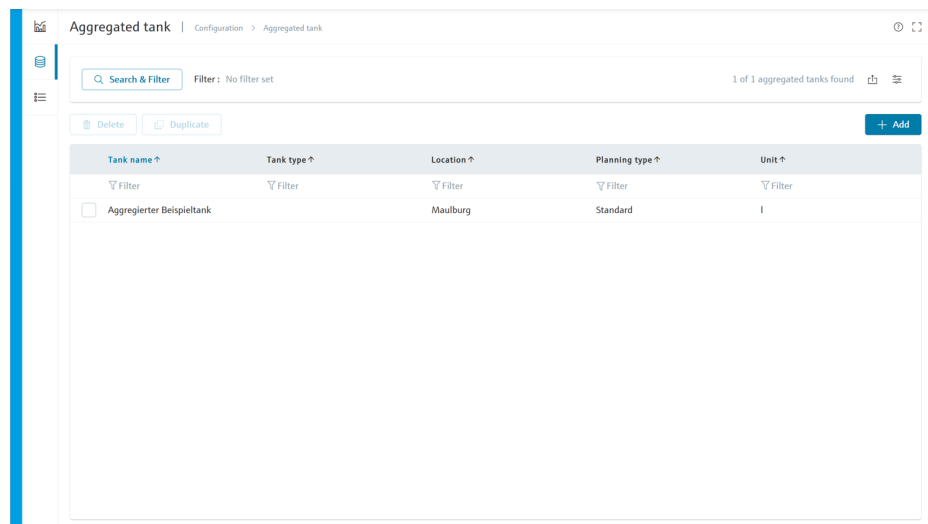 Aggregated tank | Configuration > Aggregated tank
Search & Filter Filter : No filter set 1 of 1 aggregated tanks found
Delete Duplicate + Add
Tank name ↑ Tank type ↑ Location ↑ Planning type ↑ Unit ↑
Filter Filter Filter Filter Filter
Aggregierter Beispieltank Maulburg Standard l